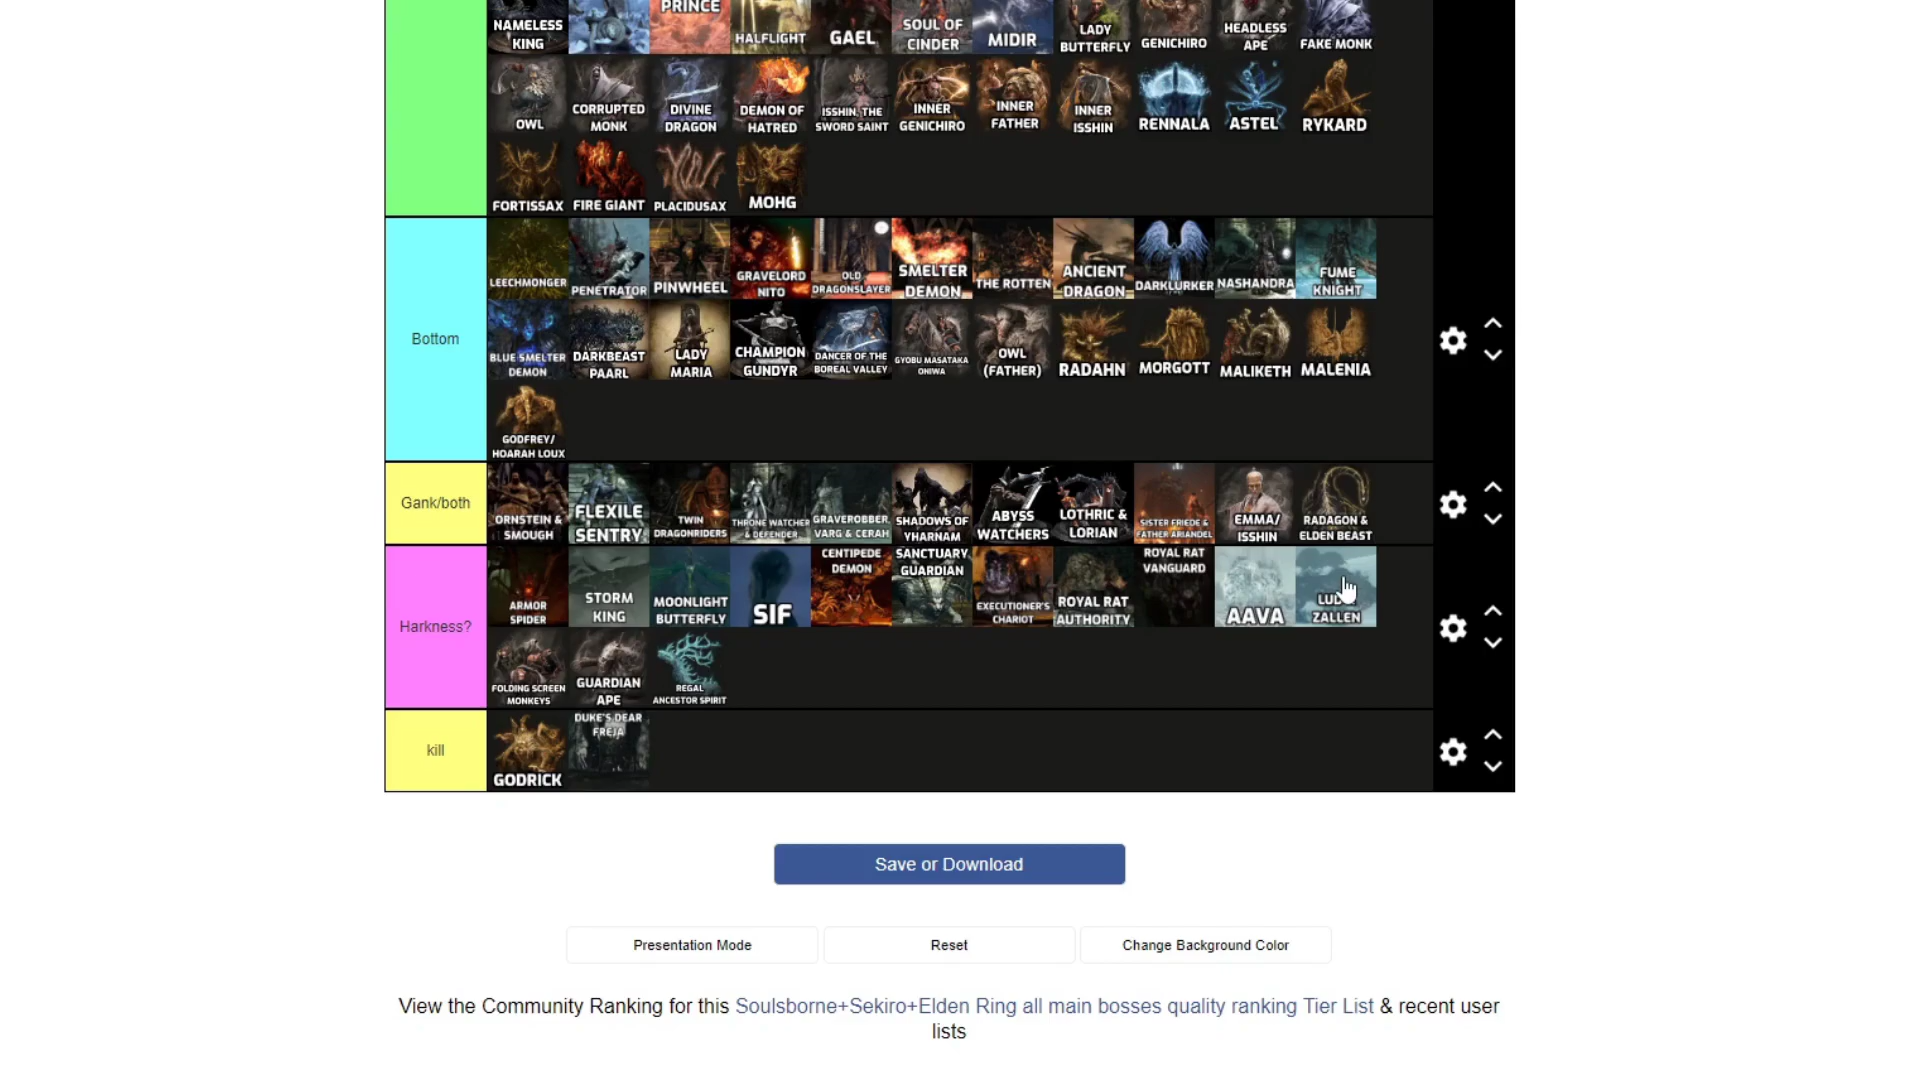 NAMELESS KING
PRINCE
HALFLIGHT
GAEL
SOUL OF CINDER
MIDIR
LADY BUTTERFLY
GENICHIRO
HEADLESS APE
FAKE MONK
OWL
CORRUPTED MONK
DIVINE DRAGON
DEMON OF HATRED
ISSHIN, THE SWORD SAINT
INNER GENICHIRO
INNER FATHER
INNER ISSHIN
RENNALA
ASTEL
RYKARD
FORTISSAX
FIRE GIANT
PLACIDUSAX
MOHG
Bottom
LEECHMONGER
PENETRATOR
PINWHEEL
GRAVELORD NITO
OLD DRAGONSLAYER
SMELTER DEMON
THE ROTTEN
ANCIENT DRAGON
DARKLURKER
NASHANDRA
FUME KNIGHT
BLUE SMELTER DEMON
DARKBEAST PAARL
LADY MARIA
CHAMPION GUNDYR
DANCER OF THE BOREAL VALLEY
GYOBU MASATAKA ONIWA
OWL (FATHER)
RADAHN
MORGOTT
MALIKETH
MALENIA
GODFREY/ HOARAH LOUX
Gank/both
ORNSTEIN & SMOUGH
FLEXILE SENTRY
TWIN DRAGONRIDERS
THRONE WATCHER & DEFENDER
GRAVEROBBER, VARG & CERAH
SHADOWS OF YHARNAM
ABYSS WATCHERS
LOTHRIC & LORIAN
SISTER FRIEDE & FATHER ARIANDEL
EMMA/ ISSHIN
RADAGON & ELDEN BEAST
Harkness?
ARMOR SPIDER
STORM KING
MOONLIGHT BUTTERFLY
SIF
CENTIPEDE DEMON
SANCTUARY GUARDIAN
EXECUTIONER'S CHARIOT
ROYAL RAT AUTHORITY
ROYAL RAT VANGUARD
AAVA
ZALLEN
FOLDING SCREEN MONKEYS
GUARDIAN APE
REGAL ANCESTOR SPIRIT
kill
GODRICK
DUKE'S DEAR FREJA
Save or Download
Presentation Mode
Reset
Change Background Color
View the Community Ranking for this Soulsborne+Sekiro+Elden Ring all main bosses quality ranking Tier List & recent user
lists